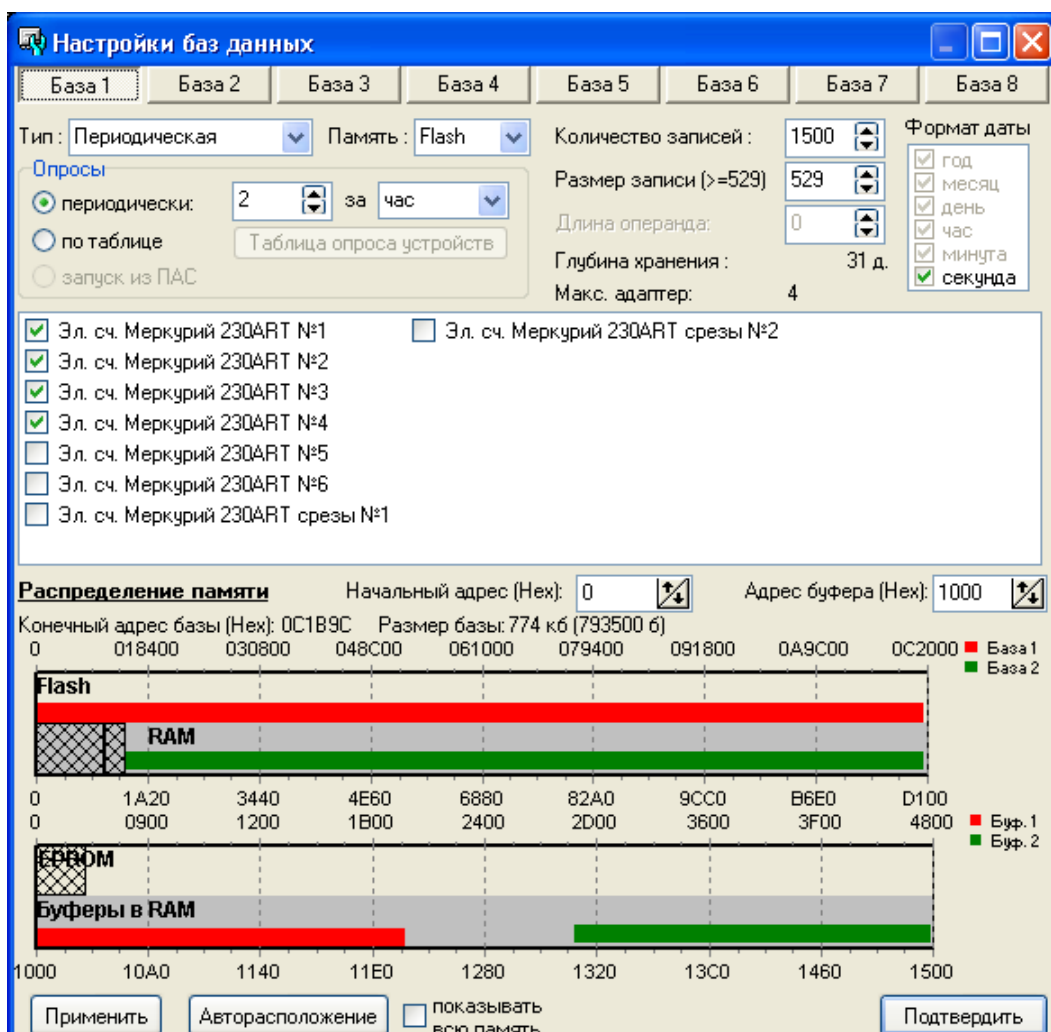 Настройки баз данных
База 1 База 2 База 3 База 4 База 5 База 6 База 7 База 8
Тип : Периодическая Память : Flash Количество записей : 1500 Формат даты
Опросы
периодически: 2 за час
Размер записи (>=529) 529
год
месяц
день
час
минута
секунда
по таблице Таблица опроса устройств
Длина операнда: 0
запуск из ПАС
Глубина хранения : 31 д.
Макс. адаптер: 4
Эл. сч. Меркурий 230ART №1 Эл. сч. Меркурий 230ART срезы №2
Эл. сч. Меркурий 230ART №2
Эл. сч. Меркурий 230ART №3
Эл. сч. Меркурий 230ART №4
Эл. сч. Меркурий 230ART №5
Эл. сч. Меркурий 230ART №6
Эл. сч. Меркурий 230ART срезы №1
Распределение памяти Начальный адрес (Hex): 0 Адрес буфера (Hex): 1000
Конечный адрес базы (Hex): 0C1B9C Размер базы: 774 кб (793500 б)
0 018400 030800 048C00 061000 079400 091800 0A9C00 0C2000 База 1
База 2
Flash
RAM
0 1A20 3440 4E60 6880 82A0 9CC0 B6E0 D100
0 0900 1200 1B00 2400 2D00 3600 3F00 4800 Буф. 1
Буф. 2
EPROM
Буферы в RAM
1000 10A0 1140 11E0 1280 1320 13C0 1460 1500
Применить Авторасположение показывать всю память Подтвердить